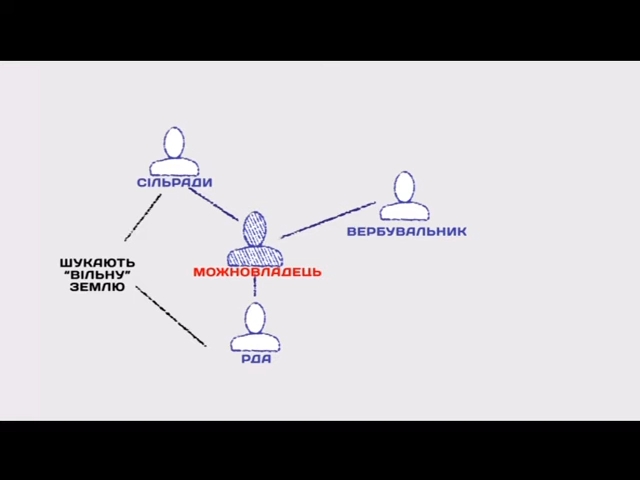 СІЛЬРАДИ
ВЕРБУВАЛЬНИК
ШУКАЮТЬ
“ВІЛЬНУ”
ЗЕМЛЮ
МОЖНОВЛАДЕЦЬ
РДА